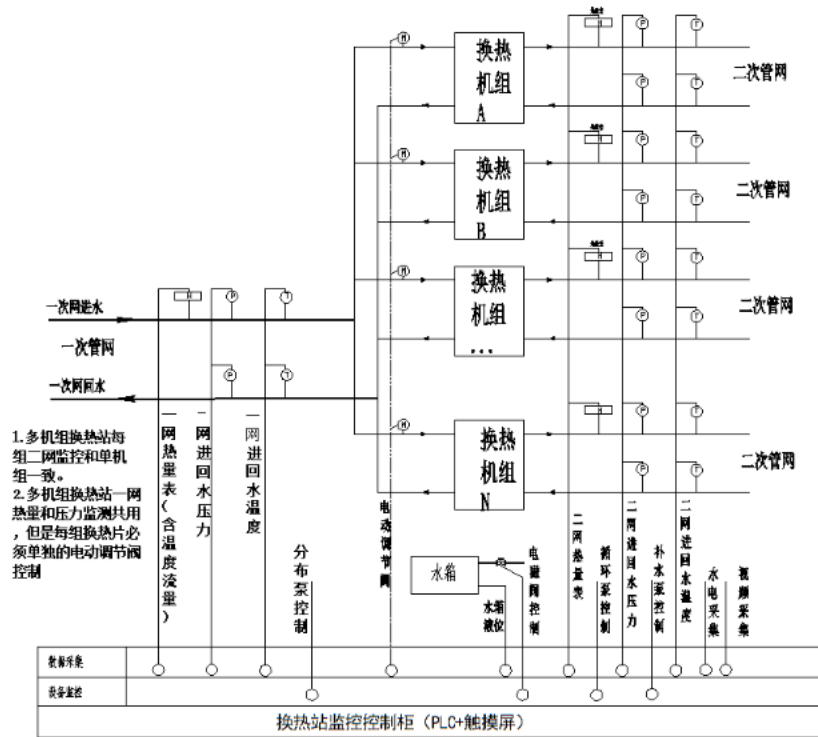 换热
机组
A
二次管网
换热
机组
B
二次管网
换热
机组
...
二次管网
换热
机组
N
二次管网
M
M
M
M
H
H
H
H
P
P
P
P
P
P
P
P
T
T
T
T
T
T
T
T
一次网进水
一次管网
一次网回水
H
P
T
P
T
1.多机组换热站每
组二网监控和单机
组一致。
2.多机组换热站一网
热量和压力监测共用
,但是每组换热片必
须单独的电动调节阀
控制
一网热量表(含温度流量)
一网进回水压力
一网进回水温度
分布泵控制
电动调节阀
水箱
水箱液位
电磁阀控制
二网热量表
循环泵控制
二网进回水压力
补水泵控制
二网进回水温度
水电采集
视频采集
数据采集
设备监控
换热站监控控制柜（PLC+触摸屏）